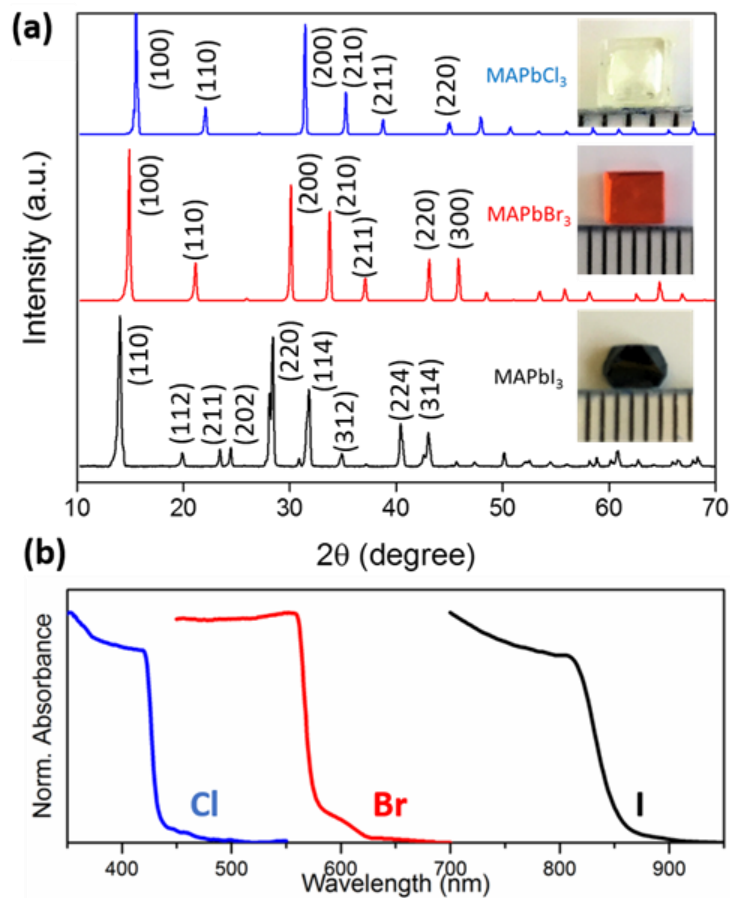 (a)
MAPbCl₃
(100)
(110)
(200)
(210)
(211)
(220)
MAPbBr₃
(100)
(110)
(200)
(210)
(211)
(220)
(300)
MAPbI₃
(110)
(112)
(211)
(202)
(220)
(114)
(312)
(224)
(314)
Intensity (a.u.)
10 20 30 40 50 60 70
2θ (degree)
(b)
Norm. Absorbance
Cl Br I
400 500 600 700 800 900
Wavelength (nm)